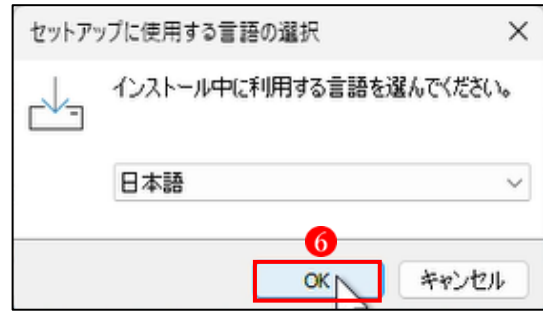 セットアップに使用する言語の選択
インストール中に利用する言語を選んでください。
日本語
6
OK キャンセル